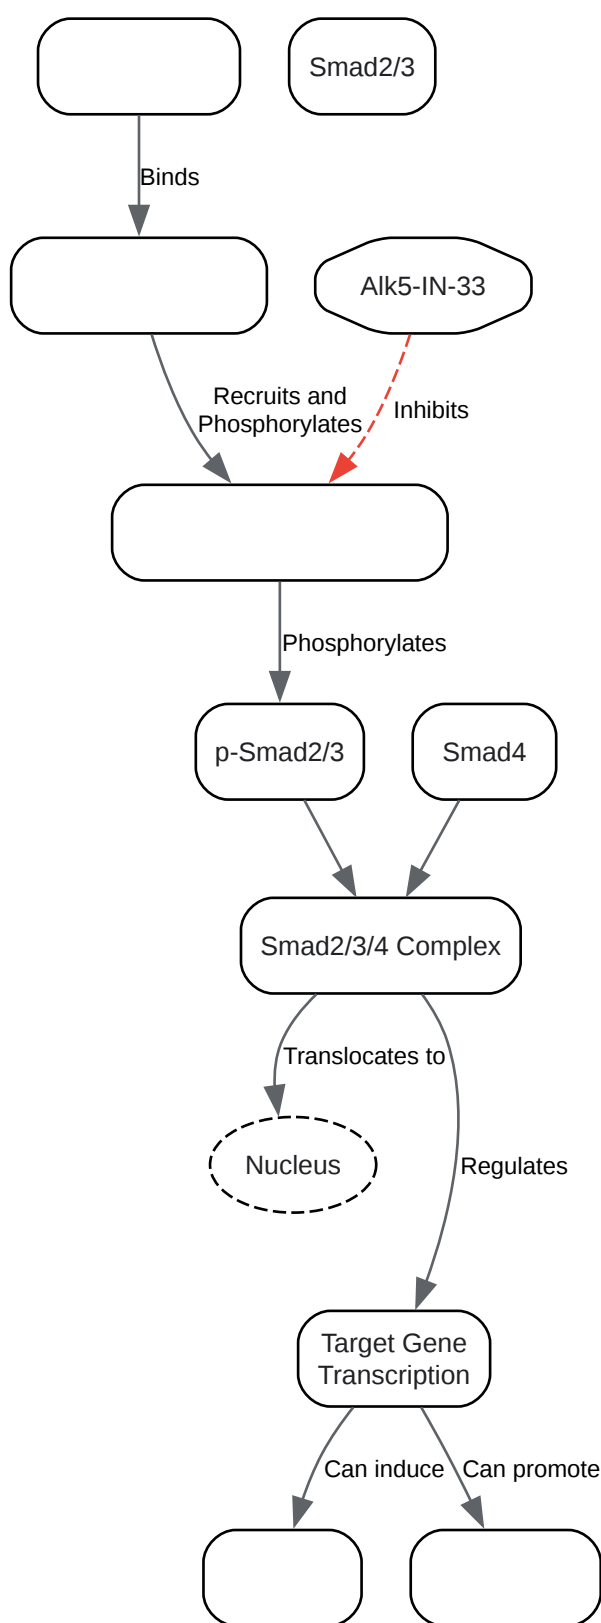 Smad2/3
Binds
Alk5-IN-33
Recruits and
Phosphorylates
Inhibits
Phosphorylates
p-Smad2/3
Smad4
Smad2/3/4 Complex
Translocates to
Nucleus
Regulates
Target Gene
Transcription
Can induce
Can promote